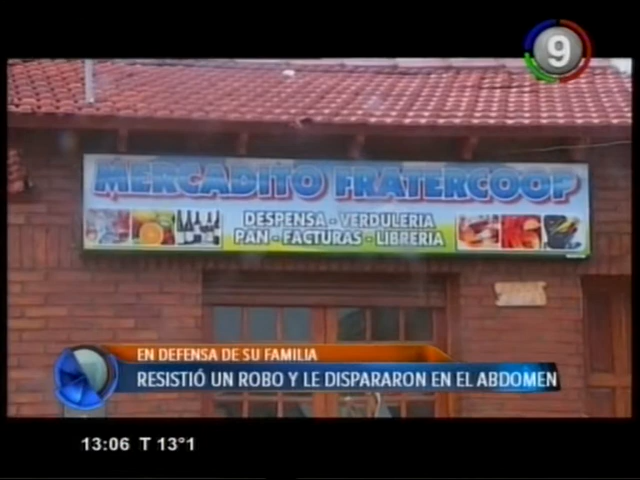 9
MERCADITO FRATERCOOP
DESPENSA - VERDULERIA
PAN - FACTURAS - LIBRERIA
EN DEFENSA DE SU FAMILIA
RESISTIÓ UN ROBO Y LE DISPARARON EN EL ABDOMEN
13:06 T 13°1